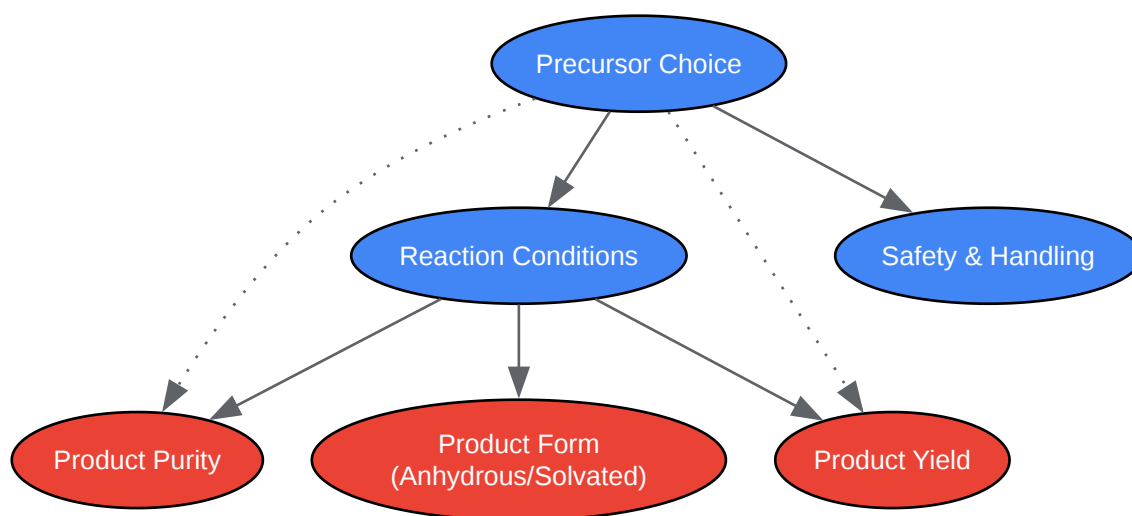 Precursor Choice
Reaction Conditions
Safety & Handling
Product Purity
Product Form
(Anhydrous/Solvated)
Product Yield